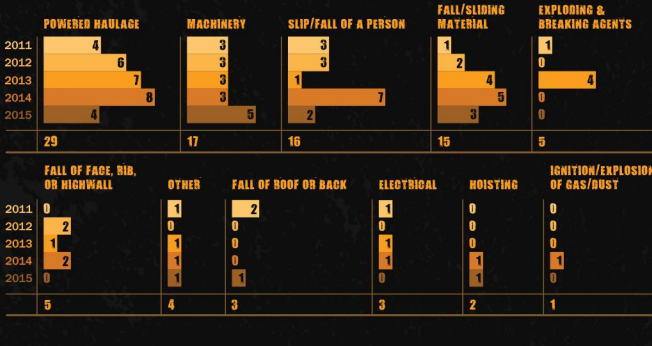 POWERED HAULAGE MACHINERY SLIP/FALL OF A PERSON FALL/SLIDING MATERIAL EXPLODING & BREAKING AGENTS
2011 4 3 3 1 1
2012 6 3 3 2 0
2013 7 3 1 4 4
2014 8 3 7 5 0
2015 4 5 2 3 0
29 17 16 15 5
FALL OF FACE, RIB, OR HIGHWALL OTHER FALL OF ROOF OR BACK ELECTRICAL HOISTING IGNITION/EXPLOSION OF GAS/DUST
2011 0 1 2 1 0 0
2012 2 0 0 0 0 0
2013 1 1 0 1 0 0
2014 2 1 0 1 1 1
2015 0 1 1 0 1 0
5 4 3 3 2 1